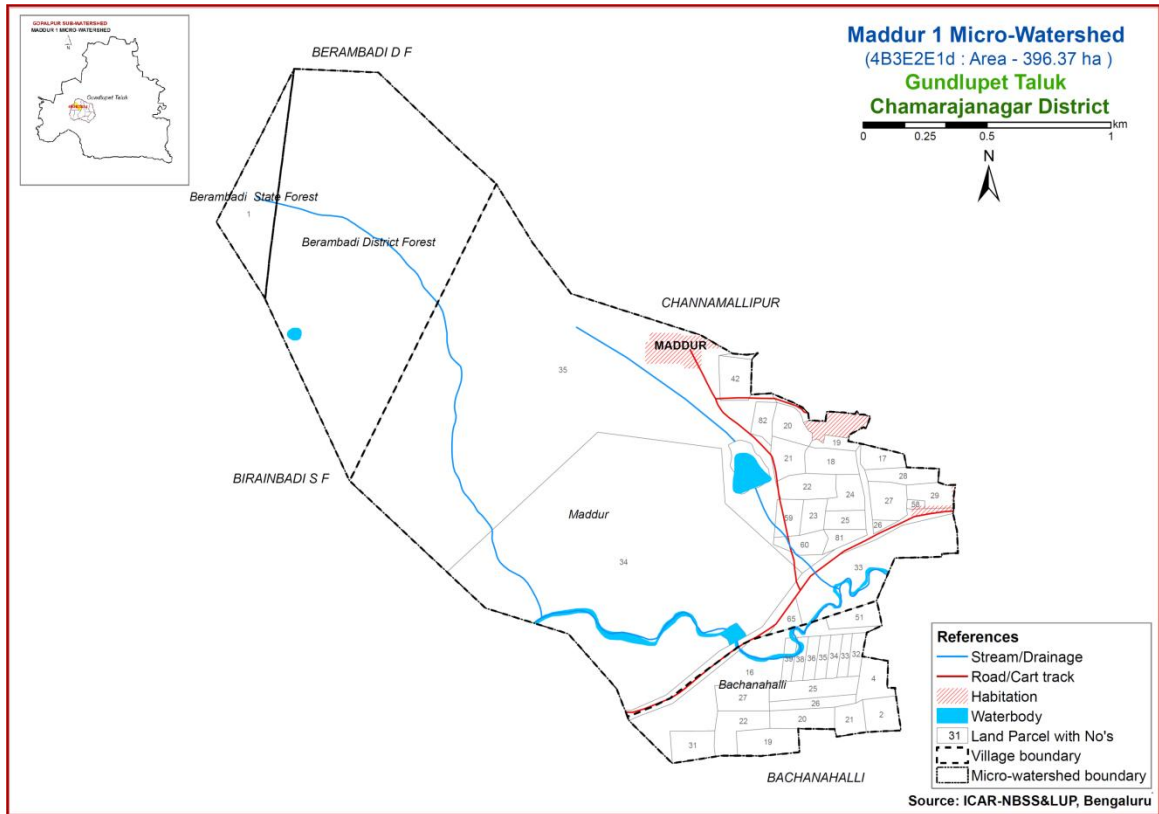 GOPALPUR SUB-WATERSHED
MADDUR 1 MICRO-WATERSHED
N
Gundlupet Taluk
Maddur 1 Micro-Watershed
(4B3E2E1d : Area - 396.37 ha )
Gundlupet Taluk
Chamarajanagar District
km
0 0.25 0.5 1
N
BERAMBADI D F
Berambadi State Forest
1
Berambadi District Forest
CHANNAMALLIPUR
MADDUR
35
42
82
20
19
21
18
17
28
22
24
27
29
58
59
23
25
26
60
81
BIRAINBADI S F
Maddur
34
33
65
51
39 38 36 35 34 33 32
16
Bachanahalli
25
4
27
26
22
20
21
2
31
19
BACHANAHALLI
References
Stream/Drainage
Road/Cart track
Habitation
Waterbody
31 Land Parcel with No's
Village boundary
Micro-watershed boundary
Source: ICAR-NBSS&LUP, Bengaluru